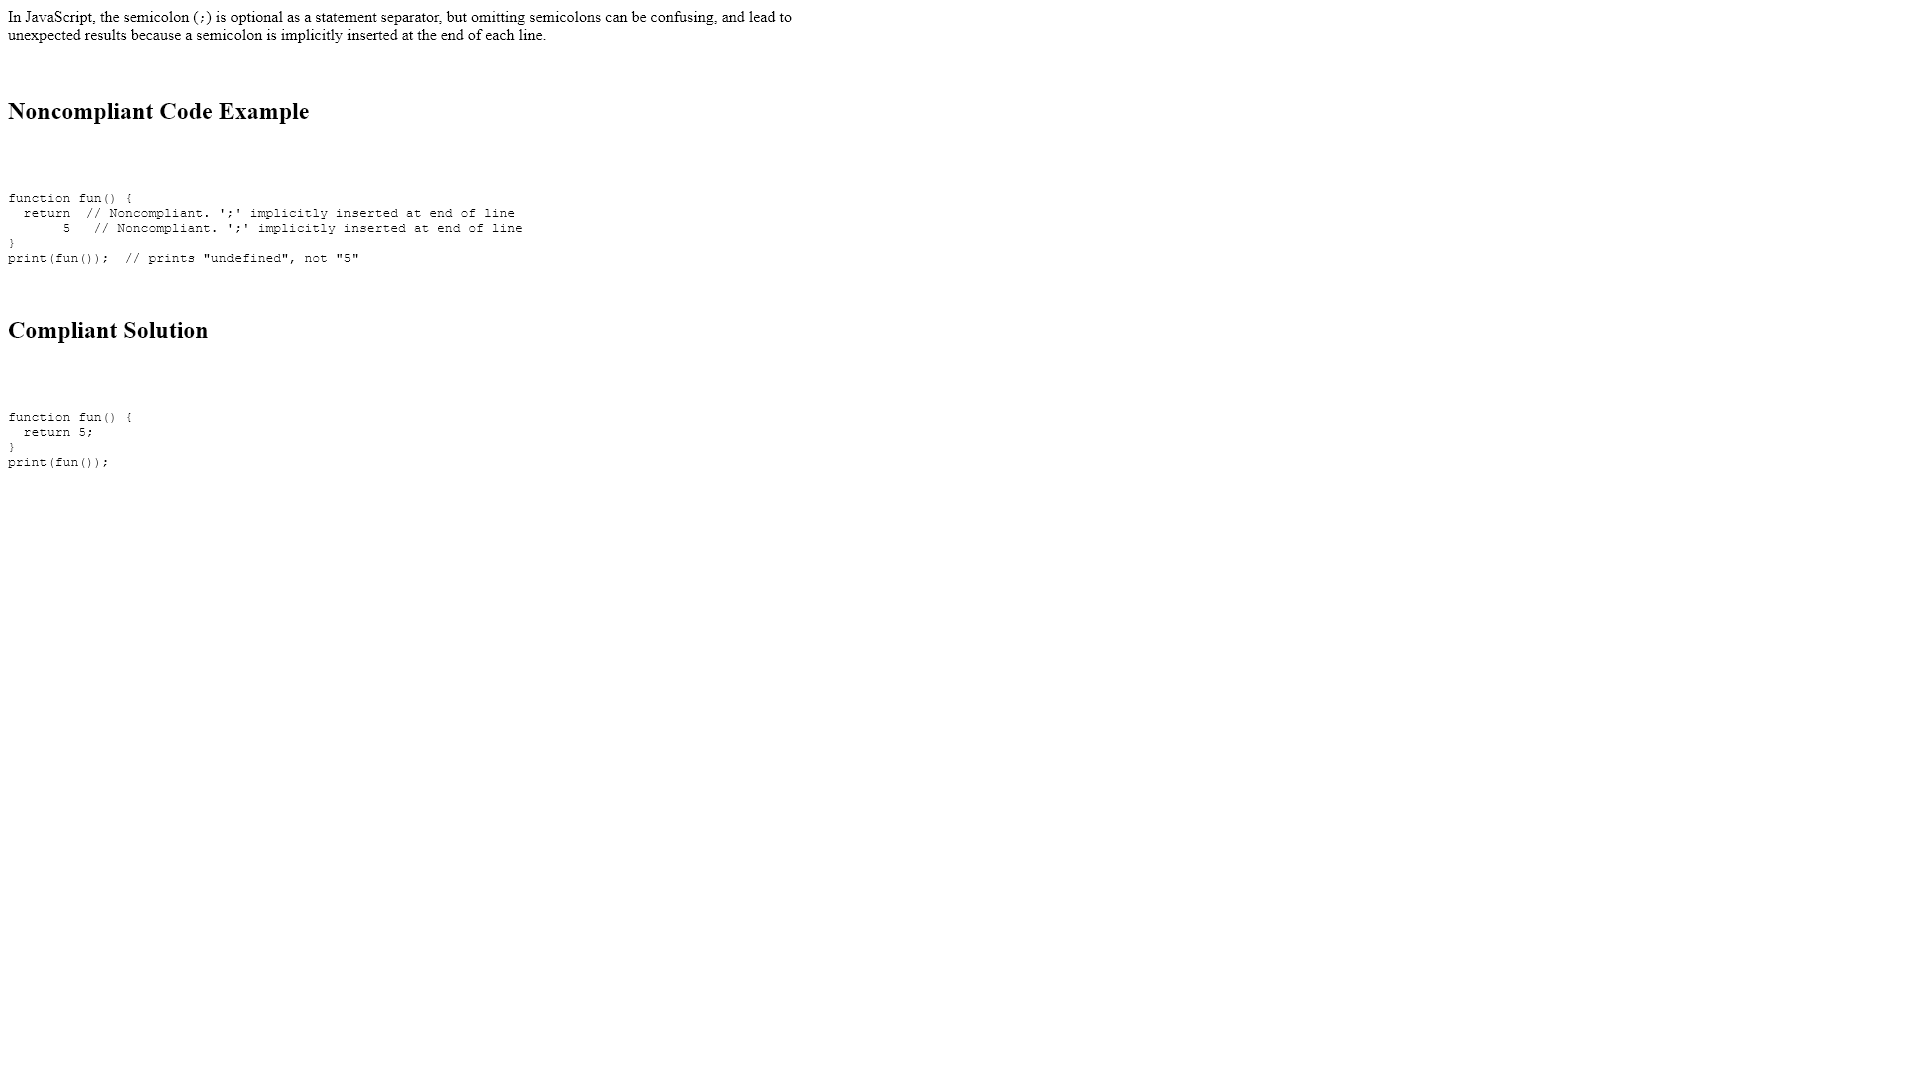 In JavaScript, the semicolon (;) is optional as a statement separator, but omitting semicolons can be confusing, and lead to
unexpected results because a semicolon is implicitly inserted at the end of each line.
Noncompliant Code Example
function fun() {
  return  // Noncompliant. ';' implicitly inserted at end of line
       5   // Noncompliant. ';' implicitly inserted at end of line
}
print(fun());  // prints "undefined", not "5"
Compliant Solution
function fun() {
  return 5;
}
print(fun());